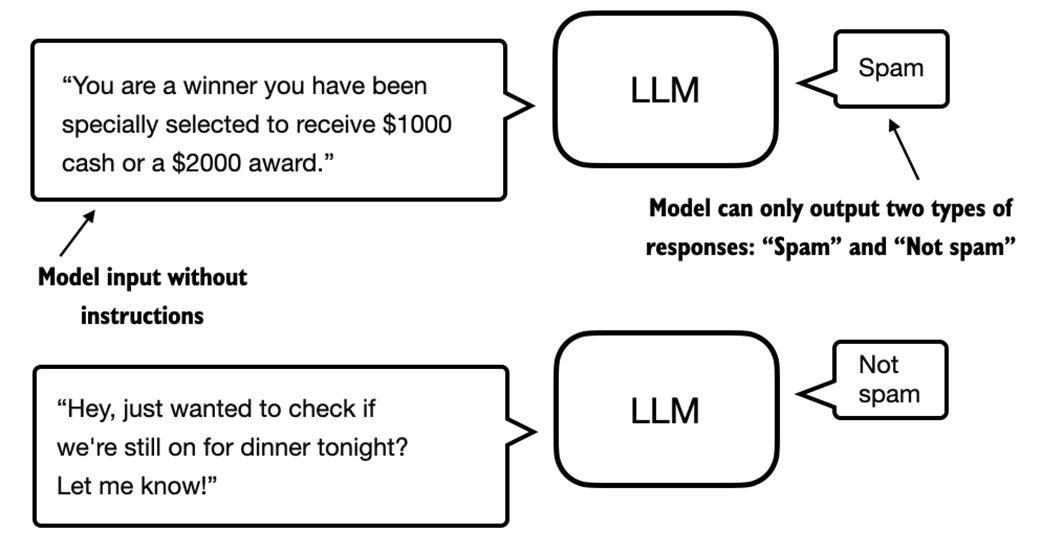 “You are a winner you have been
specially selected to receive $1000
cash or a $2000 award.”
LLM
Spam
Model input without
instructions
Model can only output two types of
responses: “Spam” and “Not spam”
“Hey, just wanted to check if
we're still on for dinner tonight?
Let me know!”
LLM
Not
spam